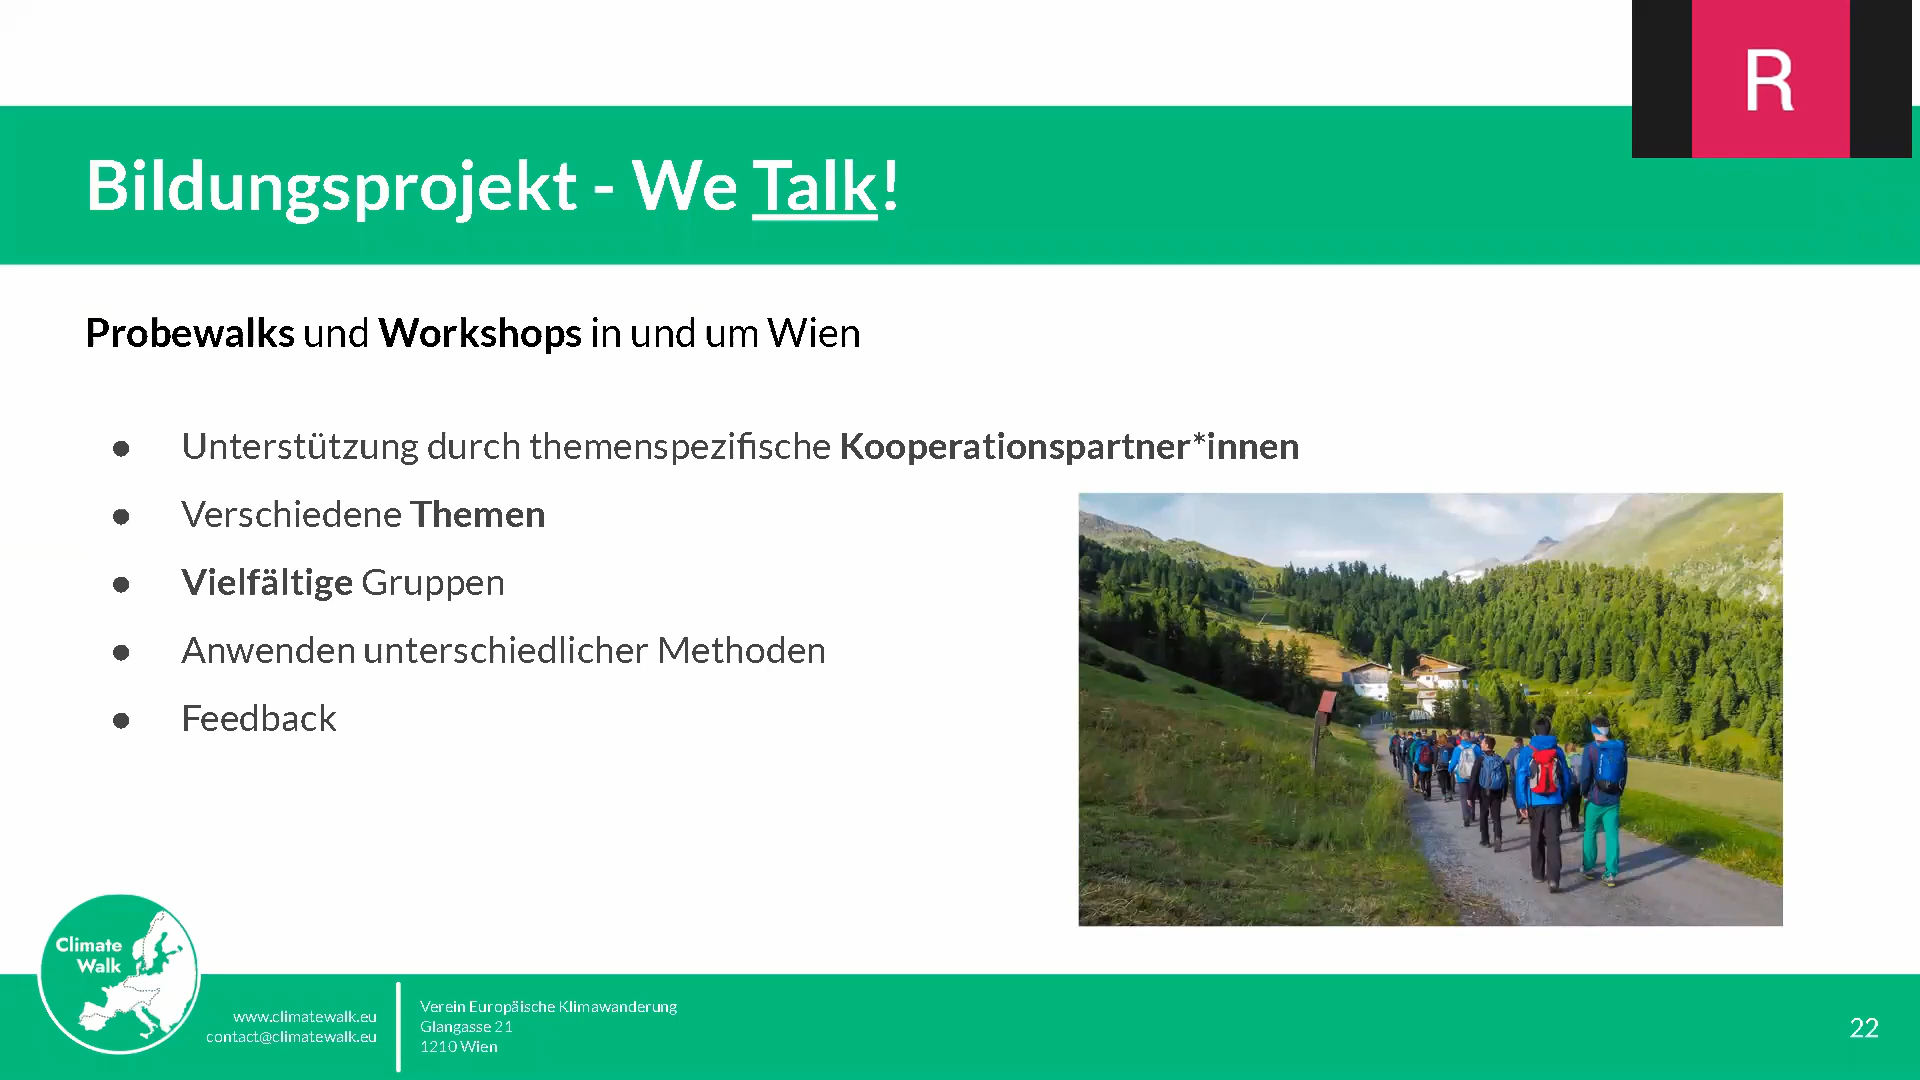 R
Bildungsprojekt - We Talk!
Probewalks und Workshops in und um Wien
● Unterstützung durch themenspezifische Kooperationspartner*innen
● Verschiedene Themen
● Vielfältige Gruppen
● Anwenden unterschiedlicher Methoden
● Feedback
Climate
Walk
www.climatewalk.eu
contact@climatewalk.eu
Verein Europäische Klimawanderung
Glangasse 21
1210 Wien
22